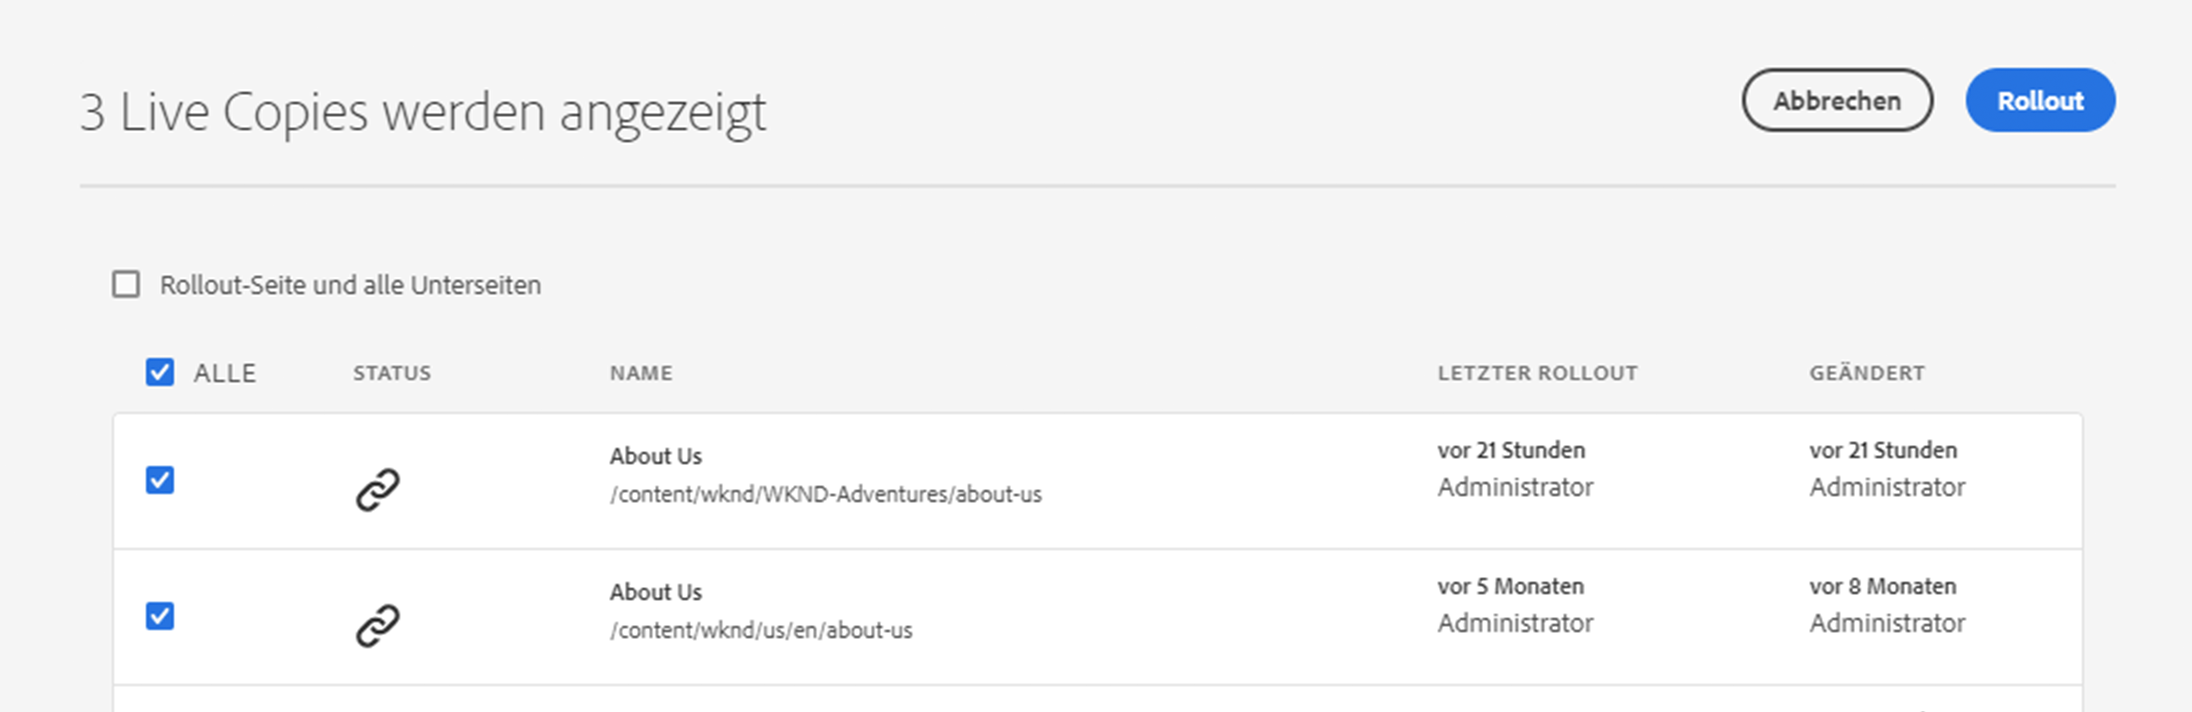 3 Live Copies werden angezeigt
Abbrechen
Rollout
Rollout-Seite und alle Unterseiten
ALLE STATUS NAME LETZTER ROLLOUT GEÄNDERT
About Us vor 21 Stunden vor 21 Stunden
/content/wknd/WKND-Adventures/about-us Administrator Administrator
About Us vor 5 Monaten vor 8 Monaten
/content/wknd/us/en/about-us Administrator Administrator